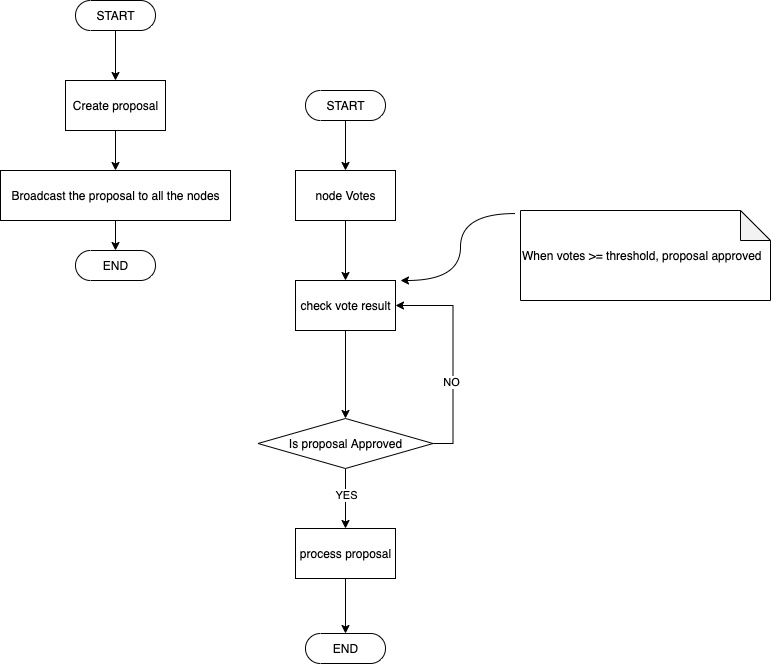 START
Create proposal
Broadcast the proposal to all the nodes
END
START
node Votes
check vote result
When votes >= threshold, proposal approved
NO
Is proposal Approved
YES
process proposal
END